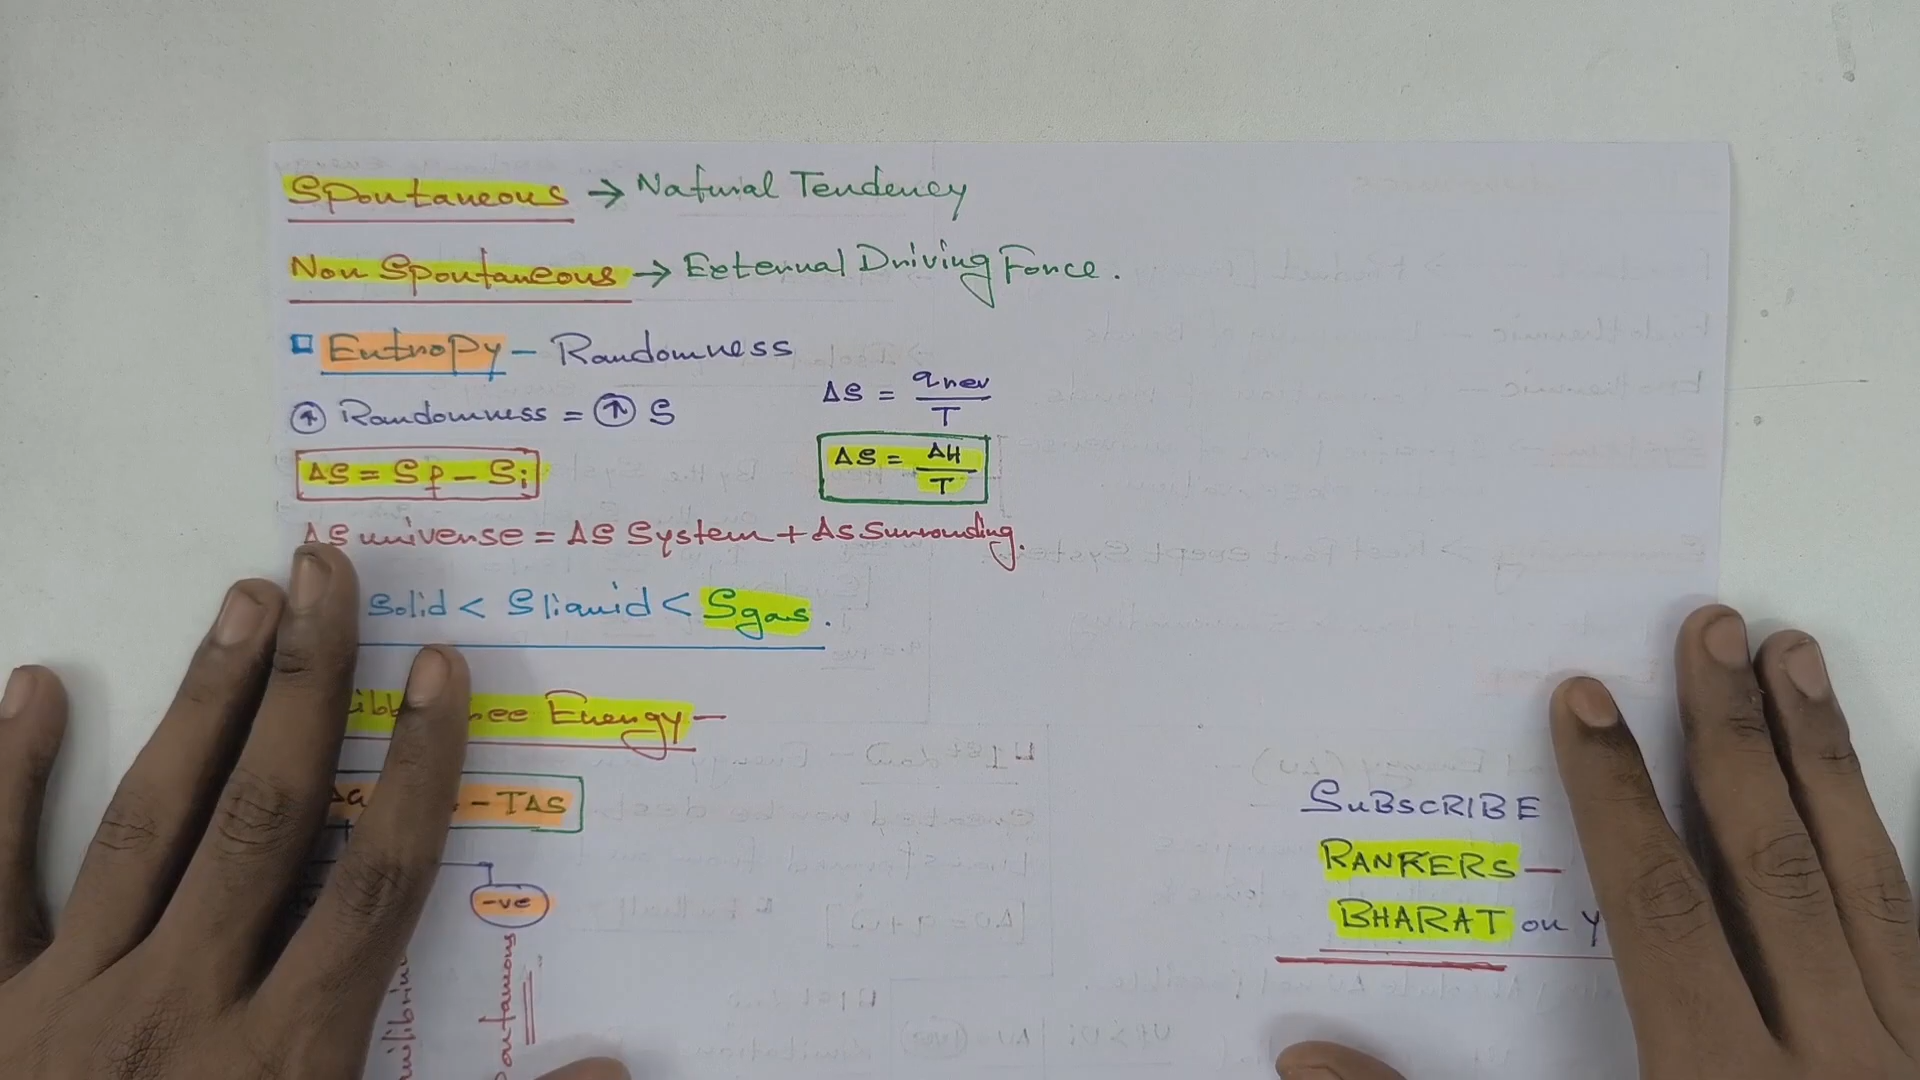 Spontaneous → Natural Tendency
Non Spontaneous → External Driving Force.
Entropy - Randomness
↑ Randomness = ↑ S
ΔS = qrev / T
ΔS = Sf - Si
ΔS = ΔH / T
ΔS universe = ΔS System + ΔS Surrounding.
Solid < Sliquid < Sgas.
Energy -
- TΔS
-ve
SUBSCRIBE
RANKERS -
BHARAT on Y